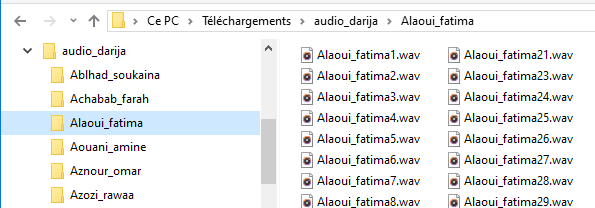 Ce PC > Téléchargements > audio_darija > Alaoui_fatima
audio_darija
Ablhad_soukaina
Achabab_farah
Alaoui_fatima
Aouani_amine
Aznour_omar
Azozi_rawaa
Alaoui_fatima1.wav
Alaoui_fatima2.wav
Alaoui_fatima3.wav
Alaoui_fatima4.wav
Alaoui_fatima5.wav
Alaoui_fatima6.wav
Alaoui_fatima7.wav
Alaoui_fatima8.wav
Alaoui_fatima21.wav
Alaoui_fatima23.wav
Alaoui_fatima24.wav
Alaoui_fatima25.wav
Alaoui_fatima26.wav
Alaoui_fatima27.wav
Alaoui_fatima28.wav
Alaoui_fatima29.wav